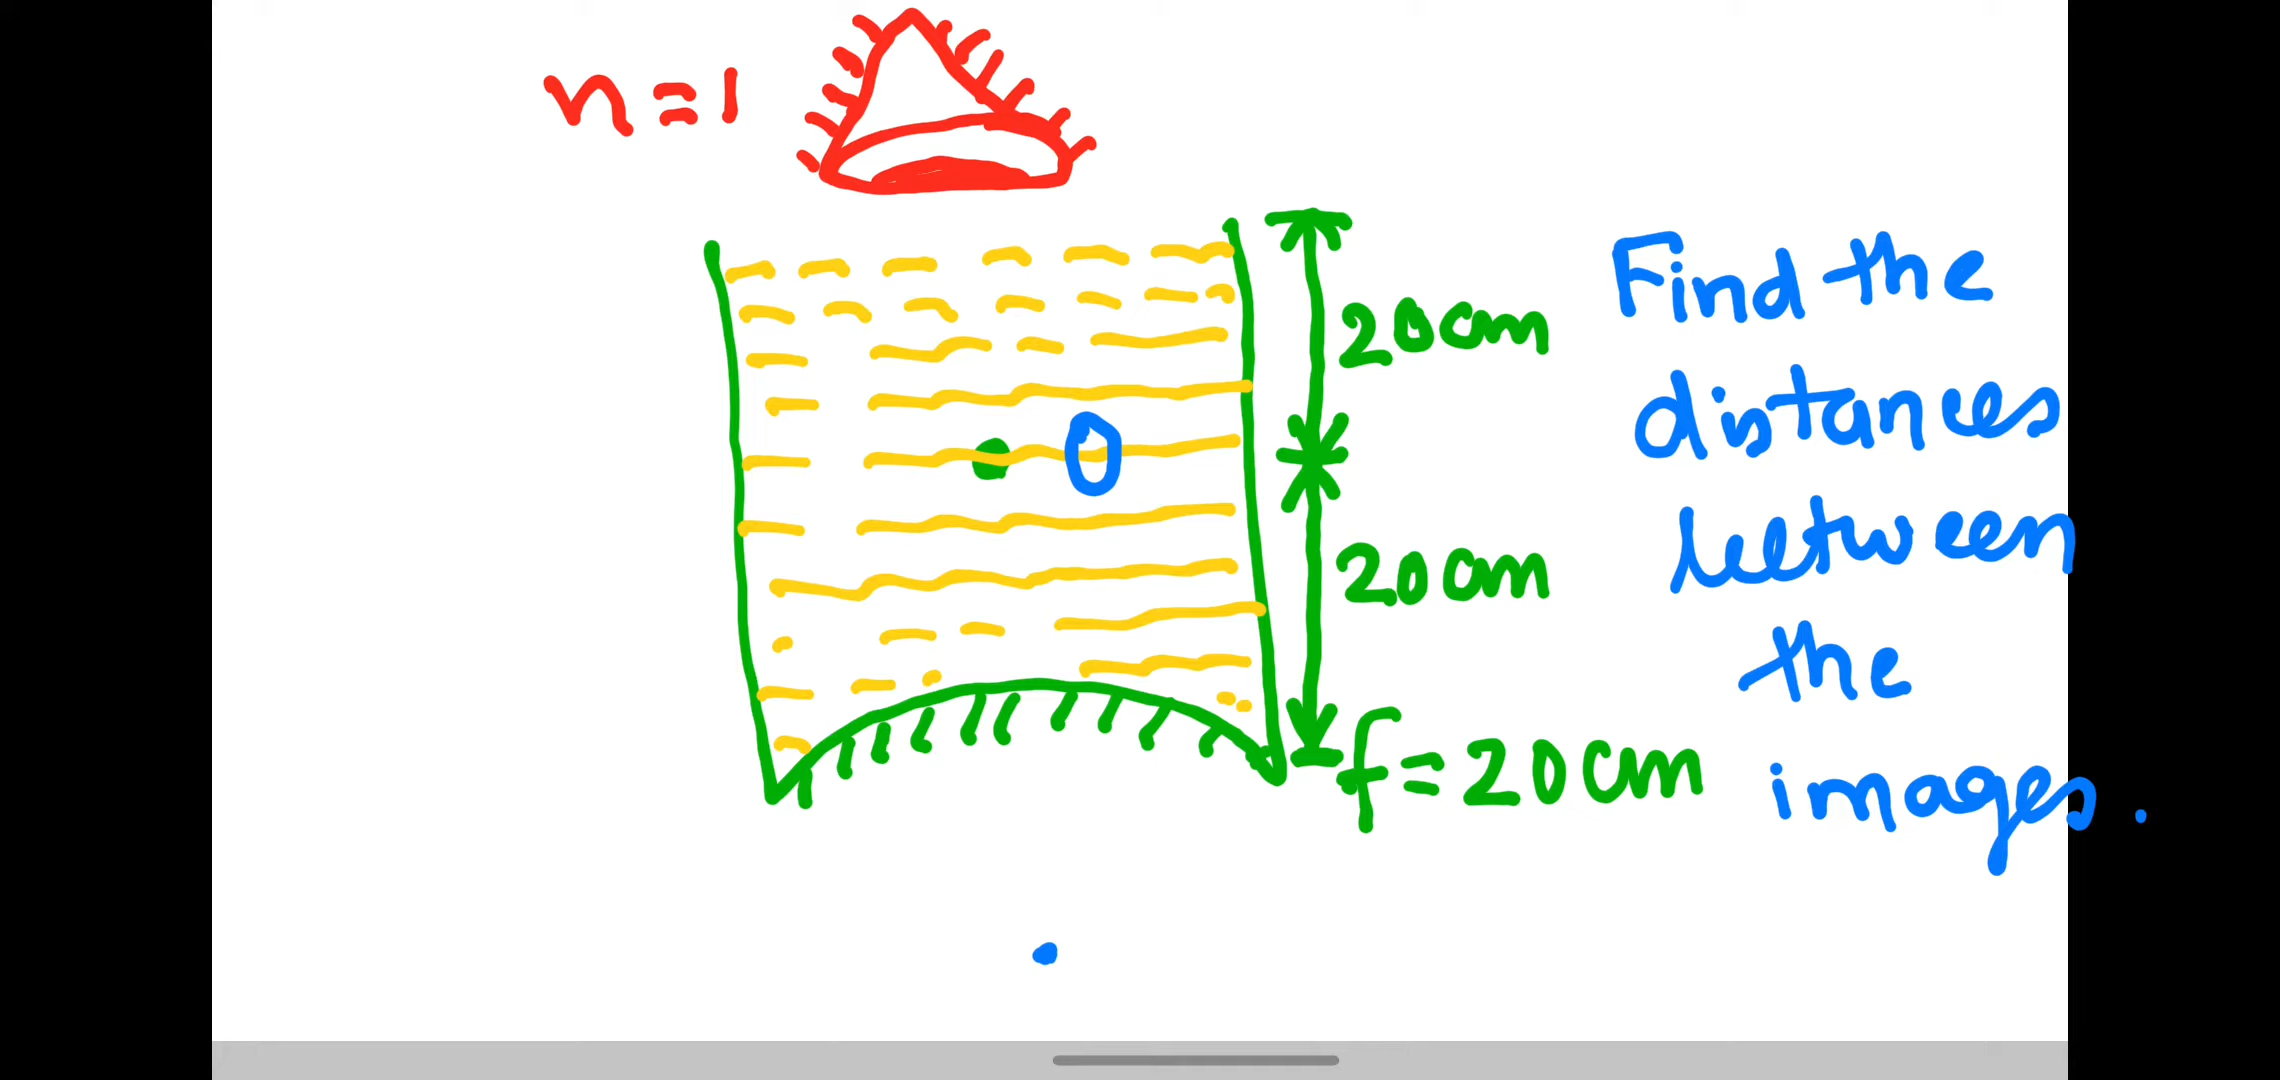 n=1
20cm
Find the
distances
between
the
images.
O
20cm
f=20cm